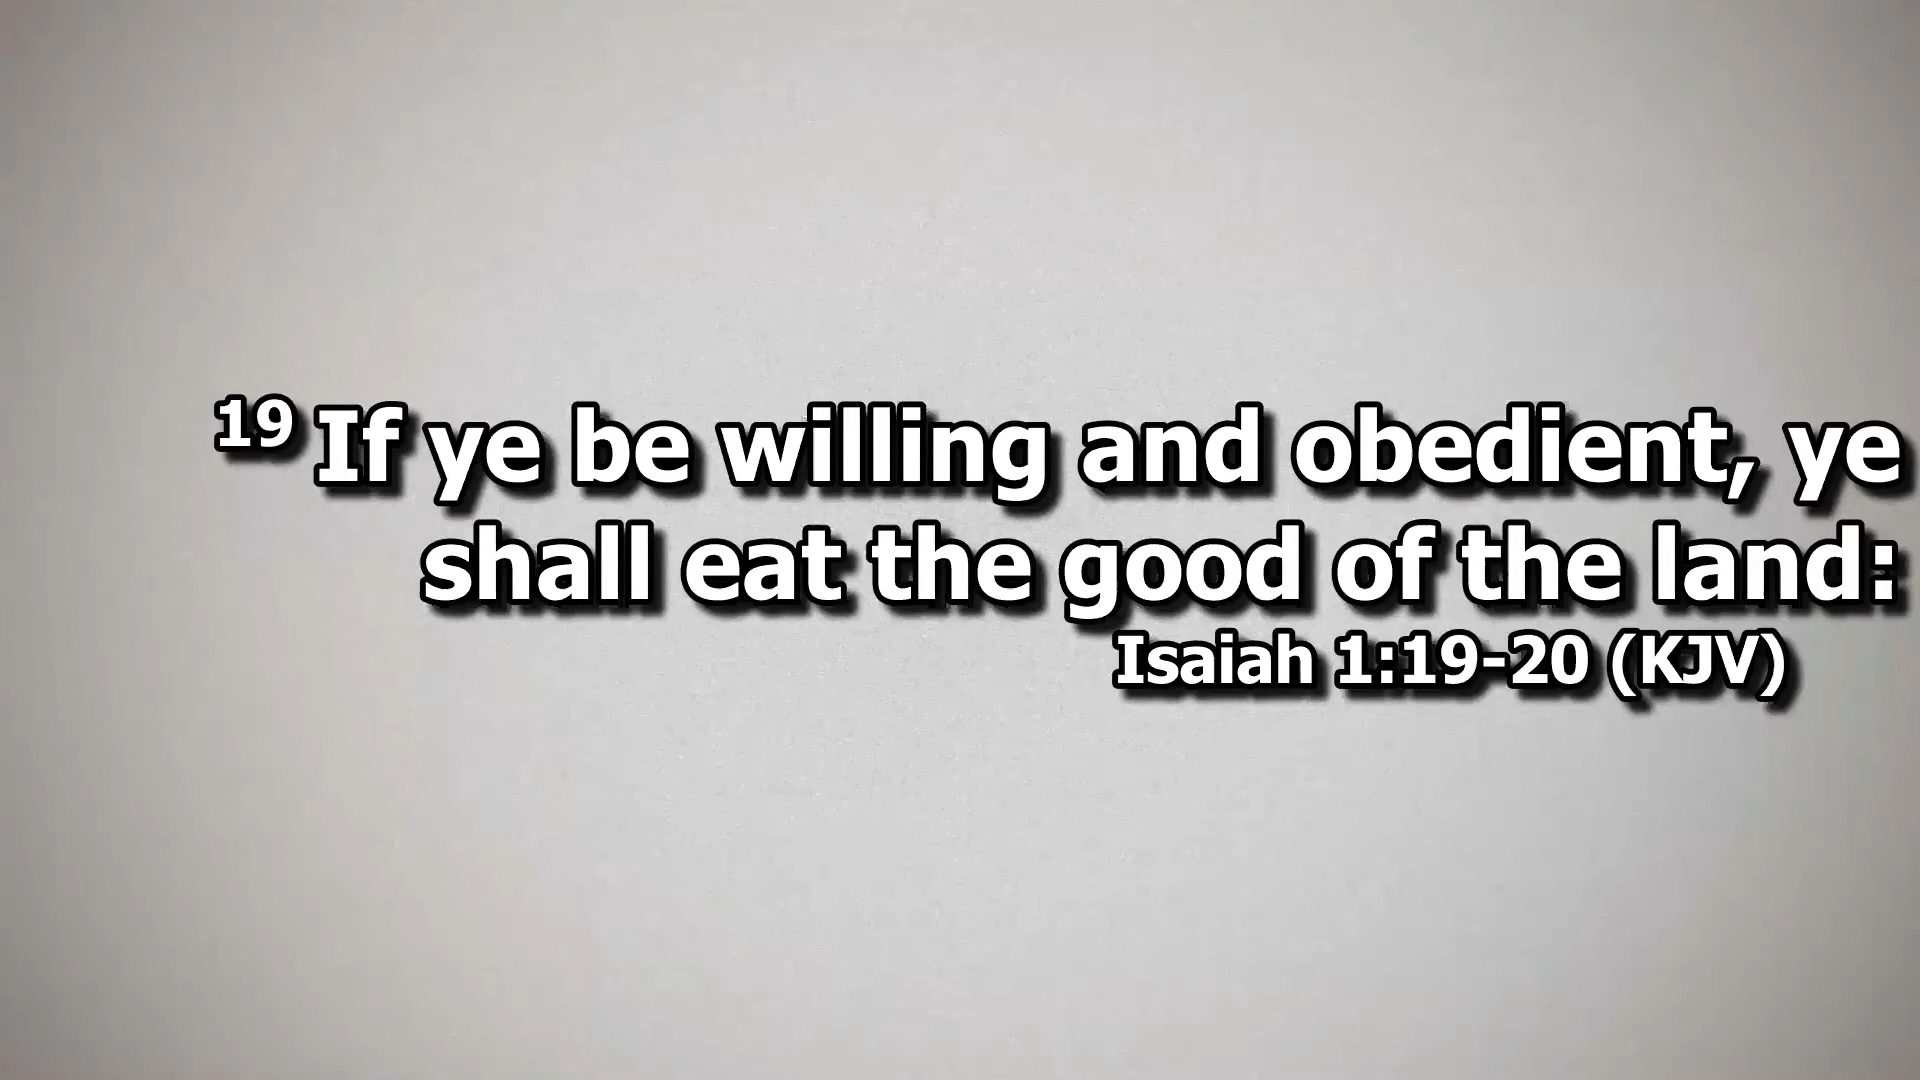 19 If ye be willing and obedient, ye
shall eat the good of the land:
Isaiah 1:19-20 (KJV)